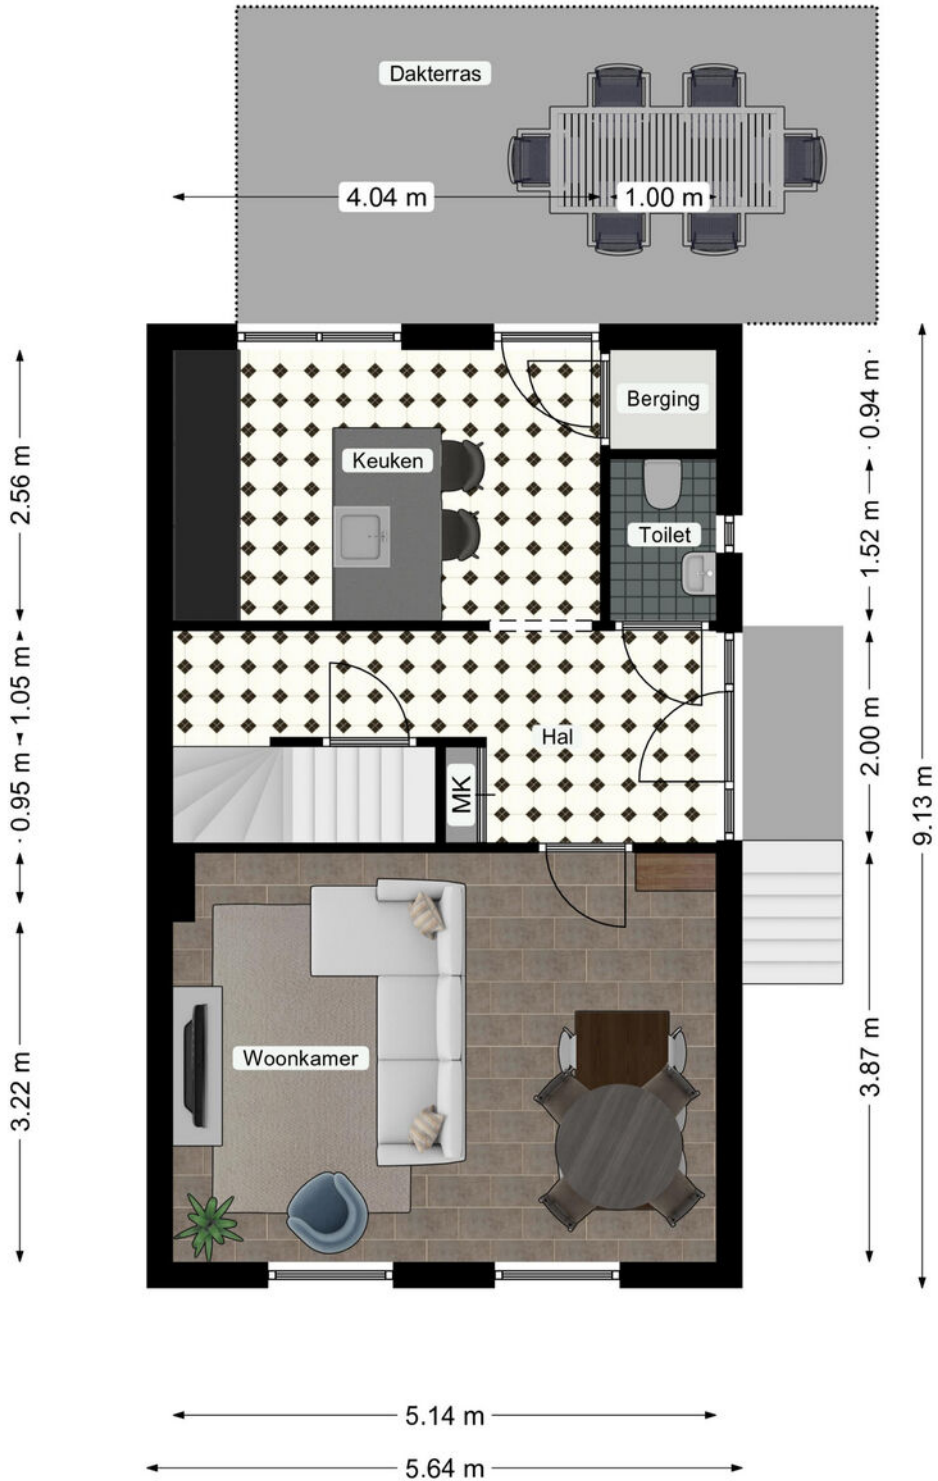 Dakterras
4.04 m
1.00 m
Berging
0.94 m
Keuken
2.56 m
Toilet
1.52 m
1.05 m
Hal
2.00 m
0.95 m
MK
9.13 m
Woonkamer
3.22 m
3.87 m
5.14 m
5.64 m